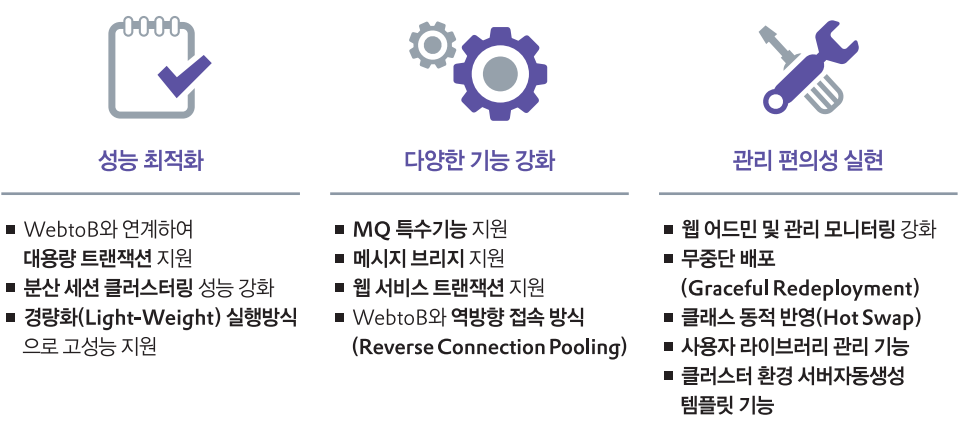 성능 최적화
■ WebtoB와 연계하여
대용량 트랜잭션 지원
■ 분산 세션 클러스터링 성능 강화
■ 경량화(Light-Weight) 실행방식
으로 고성능 지원
다양한 기능 강화
■ MQ 특수기능 지원
■ 메시지 브리지 지원
■ 웹 서비스 트랜잭션 지원
■ WebtoB와 역방향 접속 방식
(Reverse Connection Pooling)
관리 편의성 실현
■ 웹 어드민 및 관리 모니터링 강화
■ 무중단 배포
(Graceful Redeployment)
■ 클래스 동적 반영(Hot Swap)
■ 사용자 라이브러리 관리 기능
■ 클러스터 환경 서버자동생성
템플릿 기능